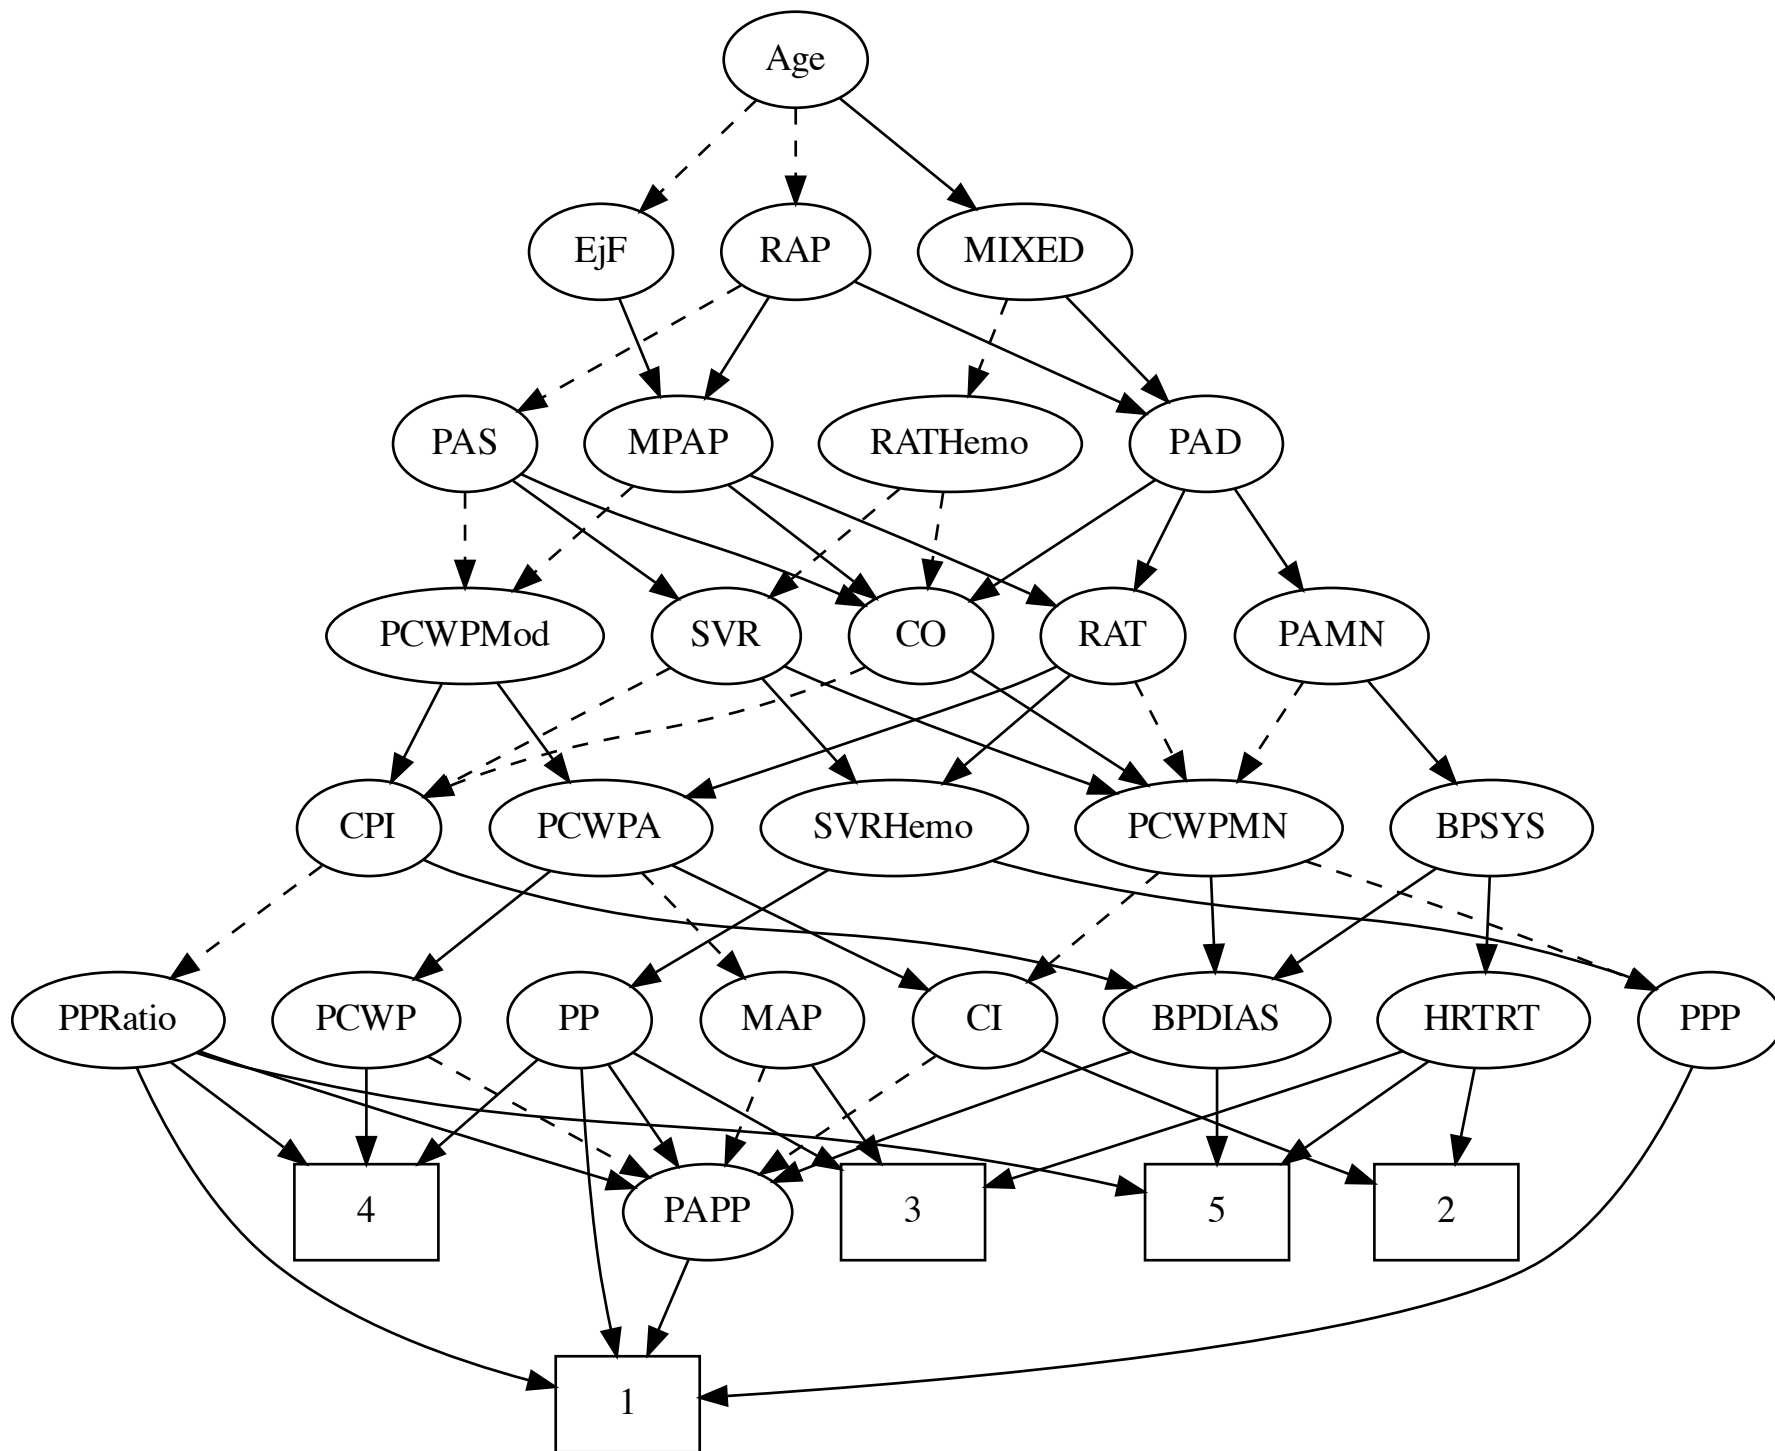 Age
EjF
RAP
MIXED
PAS
MPAP
RATHemo
PAD
PCWPMod
SVR
CO
RAT
PAMN
CPI
PCWPA
SVRHemo
PCWPMN
BPSYS
PPRatio
PCWP
PP
MAP
CI
BPDIAS
HRTRT
PPP
4
PAPP
3
5
2
1